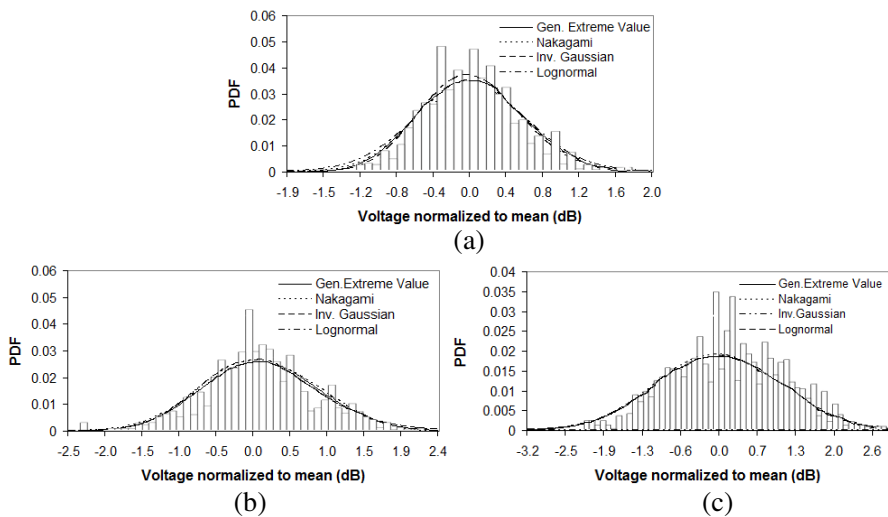 0.06
0.05
0.04
0.03
0.02
0.01
0
PDF
Gen. Extreme Value
Nakagami
Inv. Gaussian
Lognormal
-1.9 -1.5 -1.2 -0.8 -0.4 0.0 0.4 0.8 1.2 1.6 2.0
Voltage normalized to mean (dB)
(a)
0.06
0.05
0.04
0.03
0.02
0.01
0
PDF
Gen.Extreme Value
Nakagami
Inv. Gaussian
Lognormal
-2.5 -2.0 -1.5 -1.0 -0.5 0.0 0.5 1.0 1.5 1.9 2.4
Voltage normalized to mean (dB)
(b)
0.04
0.035
0.03
0.025
0.02
0.015
0.01
0.005
0
PDF
Gen.Extreme Value
Nakagami
Inv.Gaussian
Lognormal
-3.2 -2.5 -1.9 -1.3 -0.6 0.0 0.7 1.3 1.9 2.6
Voltage normalized to mean (dB)
(c)